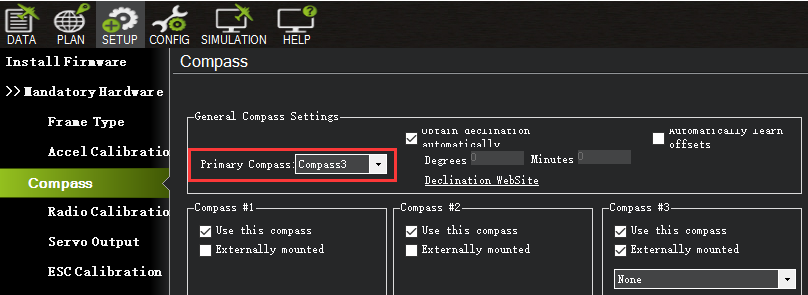 DATA PLAN SETUP CONFIG SIMULATION HELP
Install Firmware
>> Mandatory Hardware
Frame Type
Accel Calibratio
Compass
Radio Calibratio
Servo Output
ESC Calibration
Compass
General Compass Settings
Primary Compass: Compass3
Obtain declination
automatically
Degrees 0 Minutes 0
Declination WebSite
Automatically learn
offsets
Compass #1
Use this compass
Externally mounted
Compass #2
Use this compass
Externally mounted
Compass #3
Use this compass
Externally mounted
None